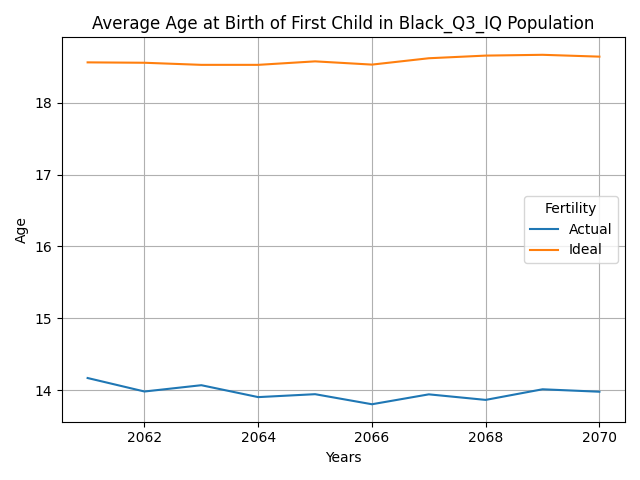 Average Age at Birth of First Child in Black_Q3_IQ Population
Age
18
17
16
15
14
Fertility
Actual
Ideal
2062 2064 2066 2068 2070
Years